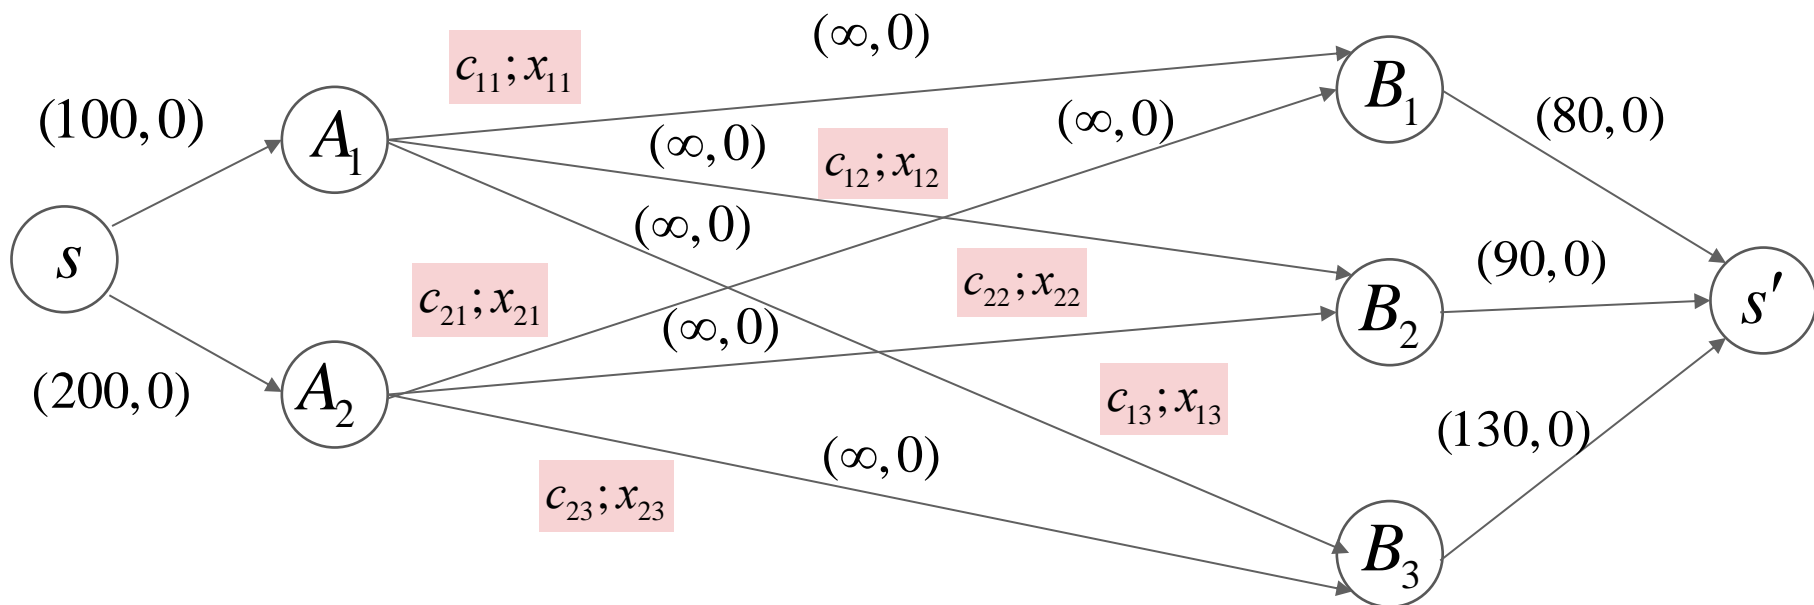 (∞,0)
c₁₁;x₁₁
(100,0)
A₁
(∞,0)
c₁₂;x₁₂
(∞,0)
B₁
(80,0)
(∞,0)
s
c₂₁;x₂₁
c₂₂;x₂₂
(90,0)
(∞,0)
B₂
s′
(200,0)
A₂
c₁₃;x₁₃
(130,0)
(∞,0)
c₂₃;x₂₃
B₃